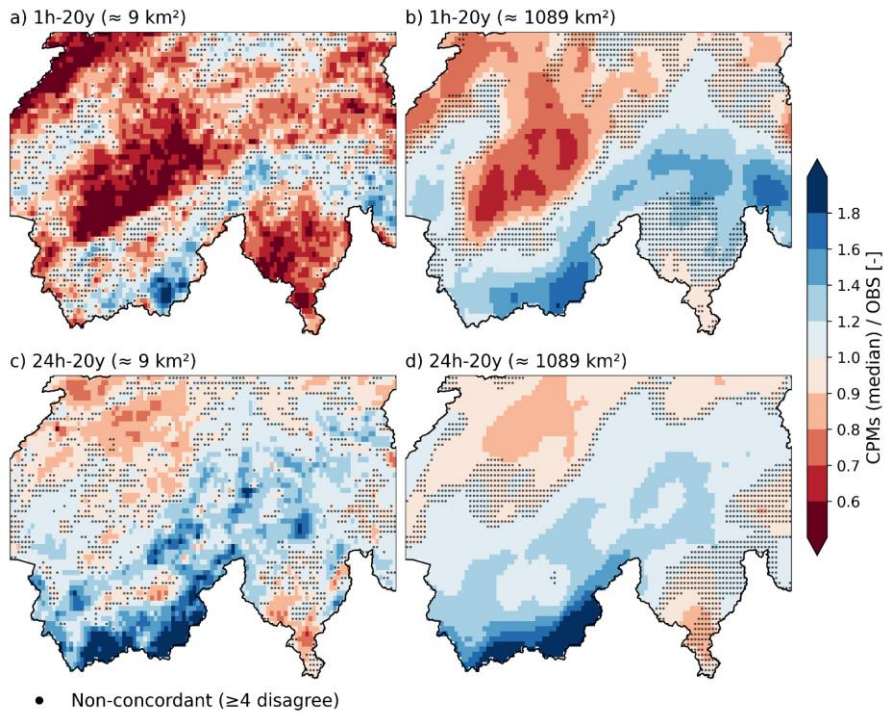 a) 1h-20y (≈ 9 km²)
b) 1h-20y (≈ 1089 km²)
c) 24h-20y (≈ 9 km²)
d) 24h-20y (≈ 1089 km²)
1.8
1.6
1.4
1.2
1.0
0.9
0.8
0.7
0.6
CPMs (median) / OBS [-]
Non-concordant (≥4 disagree)